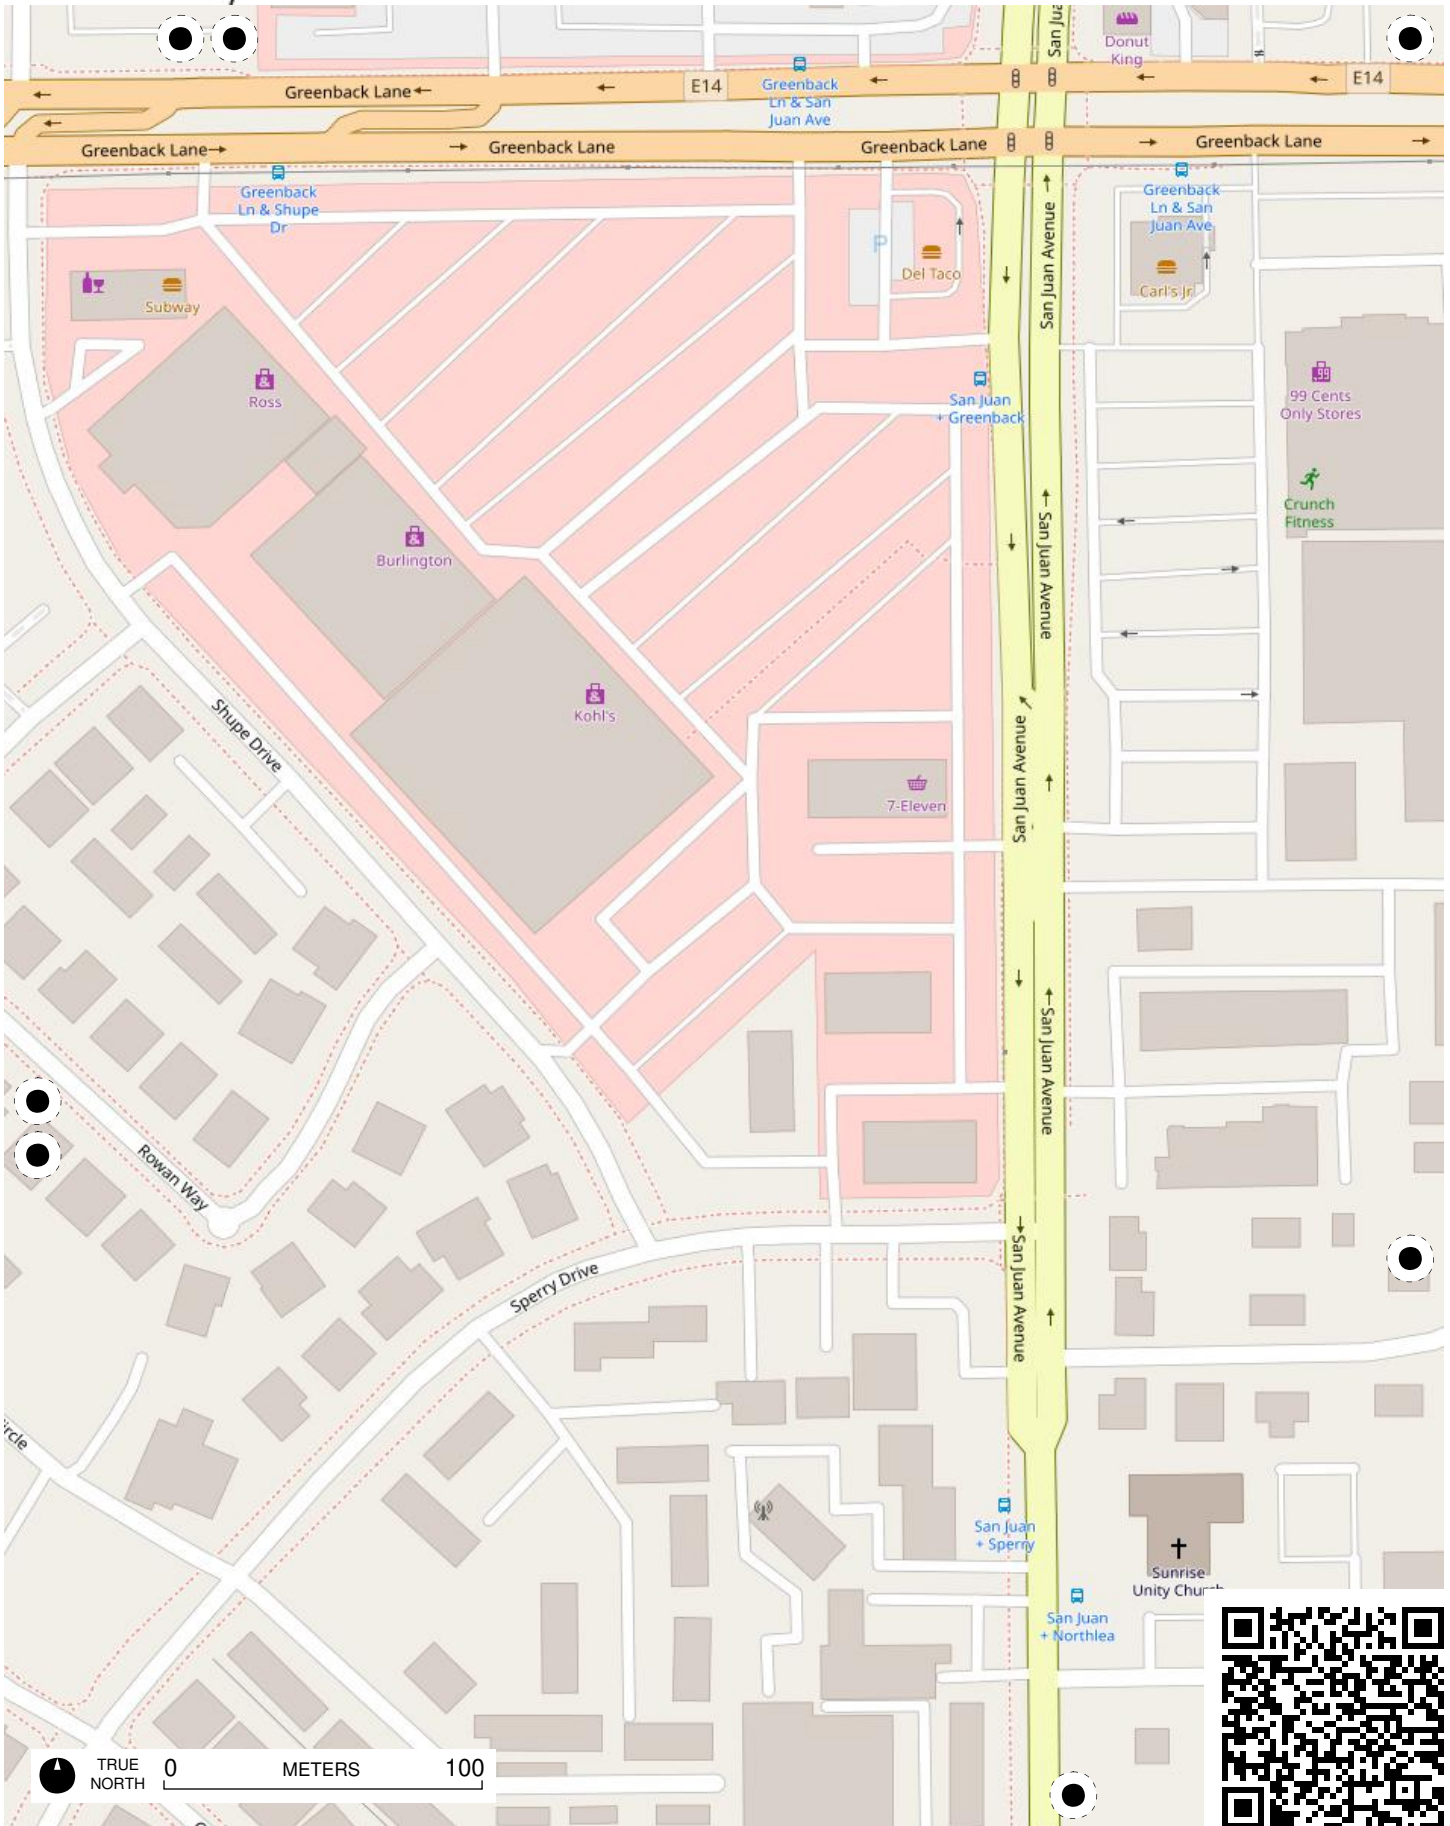 San Juan
Donut
King
Greenback Lane
E14
Greenback
Ln & San
Juan Ave
E14
Greenback Lane
Greenback Lane
Greenback Lane
Greenback Lane
Greenback
Ln & Shupe
Dr
Greenback
Ln & San
Juan Ave
San Juan Avenue
Del Taco
Carl's Jr
Subway
Ross
San Juan
+ Greenback
99 Cents
Only Stores
Crunch
Fitness
Burlington
San Juan Avenue
Kohl's
Shupe Drive
San Juan Avenue
7-Eleven
San Juan Avenue
Rowan Way
Sperry Drive
San Juan Avenue
San Juan
+ Sperry
Sunrise
Unity Church
San Juan
+ Northlea
TRUE
NORTH
0 METERS 100